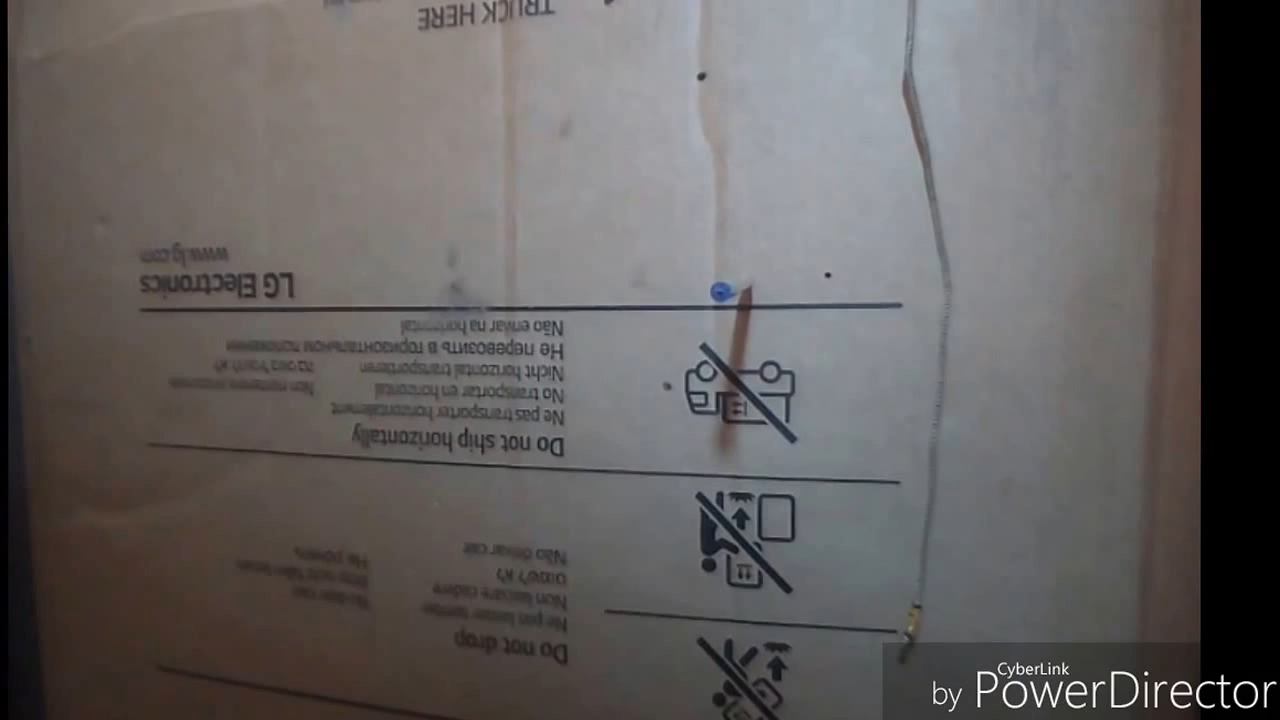 Do not drop
Ne pas laisser tomber
Non lasciare cadere
Não deixar cair
Do not ship horizontally
Ne pas transporter horizontalement
No transportar en horizontal
Nicht horizontal transportieren
Не перевозить в горизонтальном положении
Não enviar na horizontal
LG Electronics
www.lg.com
TRUCK HERE
CyberLink
by PowerDirector